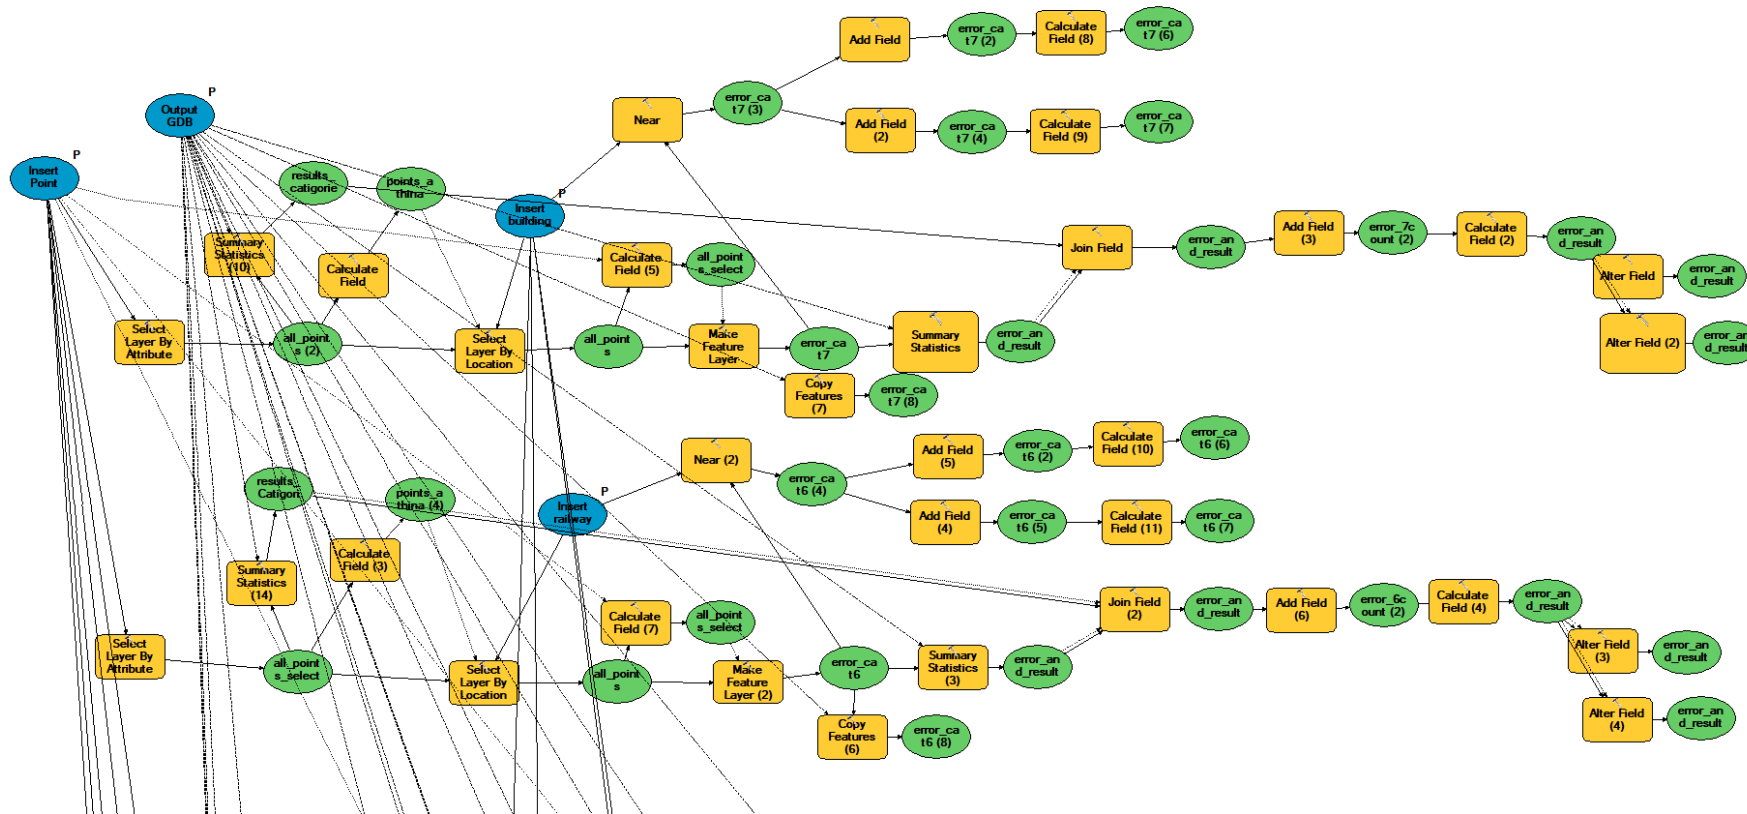 Add Field
error_ca
t7 (2)
Calculate
Field (8)
error_ca
t7 (6)
P
Output
GDB
Near
error_ca
t7 (3)
Add Field
(2)
error_ca
t7 (4)
Calculate
Field (9)
error_ca
t7 (7)
P
Insert
Point
results_
catigorie
points_a
thina
P
Insert
building
Summary
Statistics
(10)
Calculate
Field
Calculate
Field (5)
all_point
s_select
Join Field
error_an
d_result
Add Field
(3)
error_7c
ount (2)
Calculate
Field (2)
error_an
d_result
Alter Field
error_an
d_result
Select
Layer By
Attribute
all_point
s (2)
Select
Layer By
Location
all_point
s
Make
Feature
Layer
error_ca
t7
Summary
Statistics
error_an
d_result
Alter Field (2)
error_an
d_result
Copy
Features
(7)
error_ca
t7 (8)
Near (2)
error_ca
t6 (4)
Add Field
(5)
error_ca
t6 (2)
Calculate
Field (10)
error_ca
t6 (6)
results_
Catigori
points_a
thina (4)
P
Insert
railway
Add Field
(4)
error_ca
t6 (5)
Calculate
Field (11)
error_ca
t6 (7)
Summary
Statistics
(14)
Calculate
Field (3)
Calculate
Field (7)
all_point
s_select
Join Field
(2)
error_an
d_result
Add Field
(6)
error_6c
ount (2)
Calculate
Field (4)
error_an
d_result
Alter Field
(3)
error_an
d_result
Select
Layer By
Attribute
all_point
s_select
Select
Layer By
Location
all_point
s
Make
Feature
Layer (2)
error_ca
t6
Summary
Statistics
(3)
error_an
d_result
Alter Field
(4)
error_an
d_result
Copy
Features
(6)
error_ca
t6 (8)